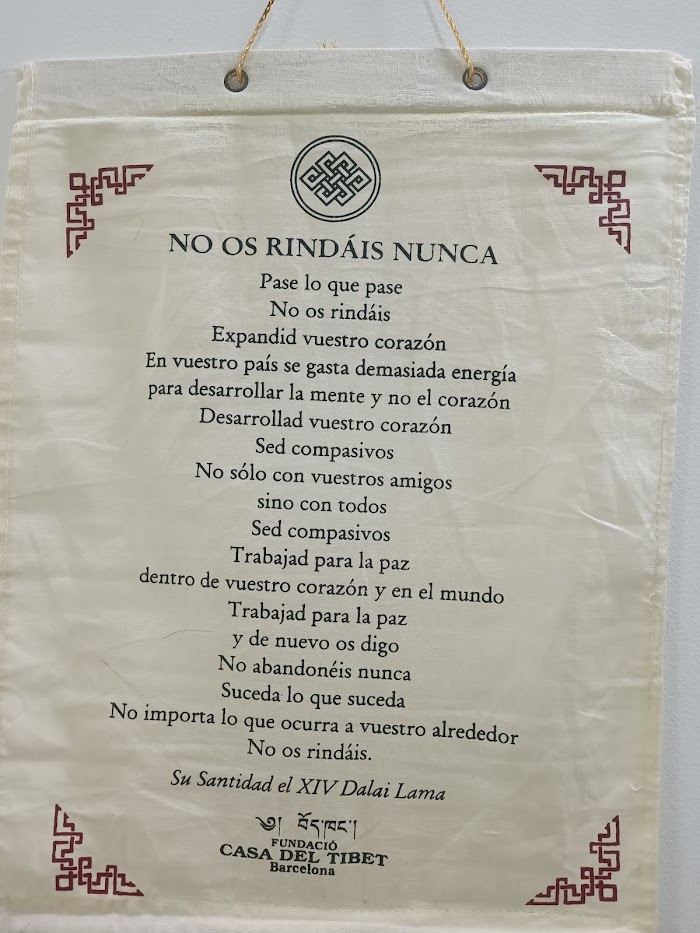 NO OS RINDÁIS NUNCA
Pase lo que pase
No os rindáis
Expandid vuestro corazón
En vuestro país se gasta demasiada energía
para desarrollar la mente y no el corazón
Desarrollad vuestro corazón
Sed compasivos
No sólo con vuestros amigos
sino con todos
Sed compasivos
Trabajad para la paz
dentro de vuestro corazón y en el mundo
Trabajad para la paz
y de nuevo os digo
No abandonéis nunca
Suceda lo que suceda
No importa lo que ocurra a vuestro alrededor
No os rindáis.
Su Santidad el XIV Dalai Lama
༄། བོད་ཁང་།
FUNDACIÓ
CASA DEL TIBET
Barcelona